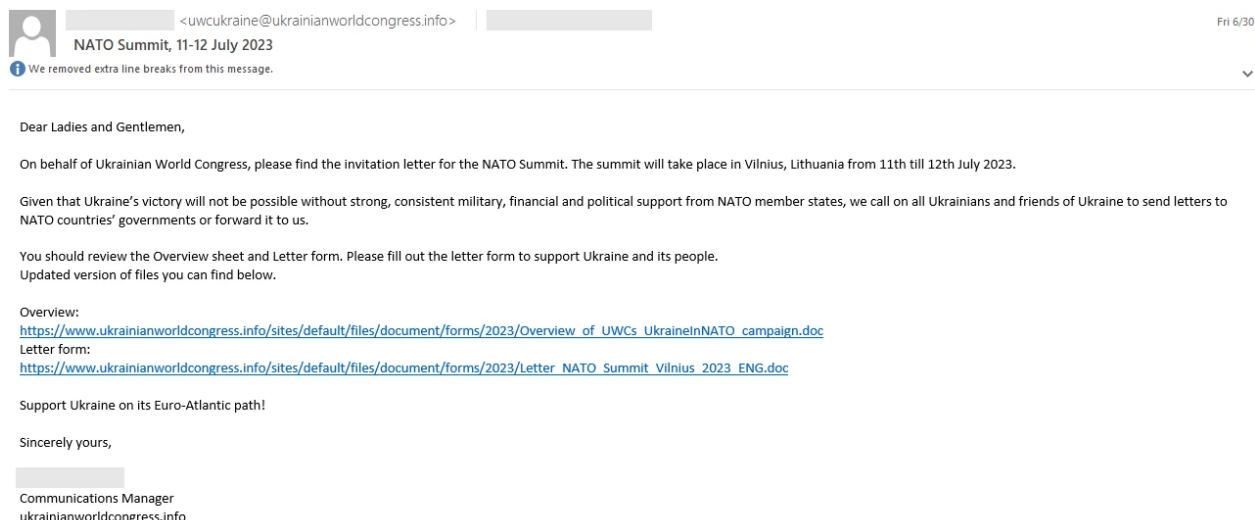 <uwcukraine@ukrainianworldcongress.info>
Fri 6/30
NATO Summit, 11-12 July 2023
We removed extra line breaks from this message.
Dear Ladies and Gentlemen,
On behalf of Ukrainian World Congress, please find the invitation letter for the NATO Summit. The summit will take place in Vilnius, Lithuania from 11th till 12th July 2023.
Given that Ukraine's victory will not be possible without strong, consistent military, financial and political support from NATO member states, we call on all Ukrainians and friends of Ukraine to send letters to
NATO countries' governments or forward it to us.
You should review the Overview sheet and Letter form. Please fill out the letter form to support Ukraine and its people.
Updated version of files you can find below.
Overview:
https://www.ukrainianworldcongress.info/sites/default/files/document/forms/2023/Overview_of_UWCs_UkraineInNATO_campaign.doc
Letter form:
https://www.ukrainianworldcongress.info/sites/default/files/document/forms/2023/Letter_NATO_Summit_Vilnius_2023_ENG.doc
Support Ukraine on its Euro-Atlantic path!
Sincerely yours,
Communications Manager
ukrainianworldcongress.info